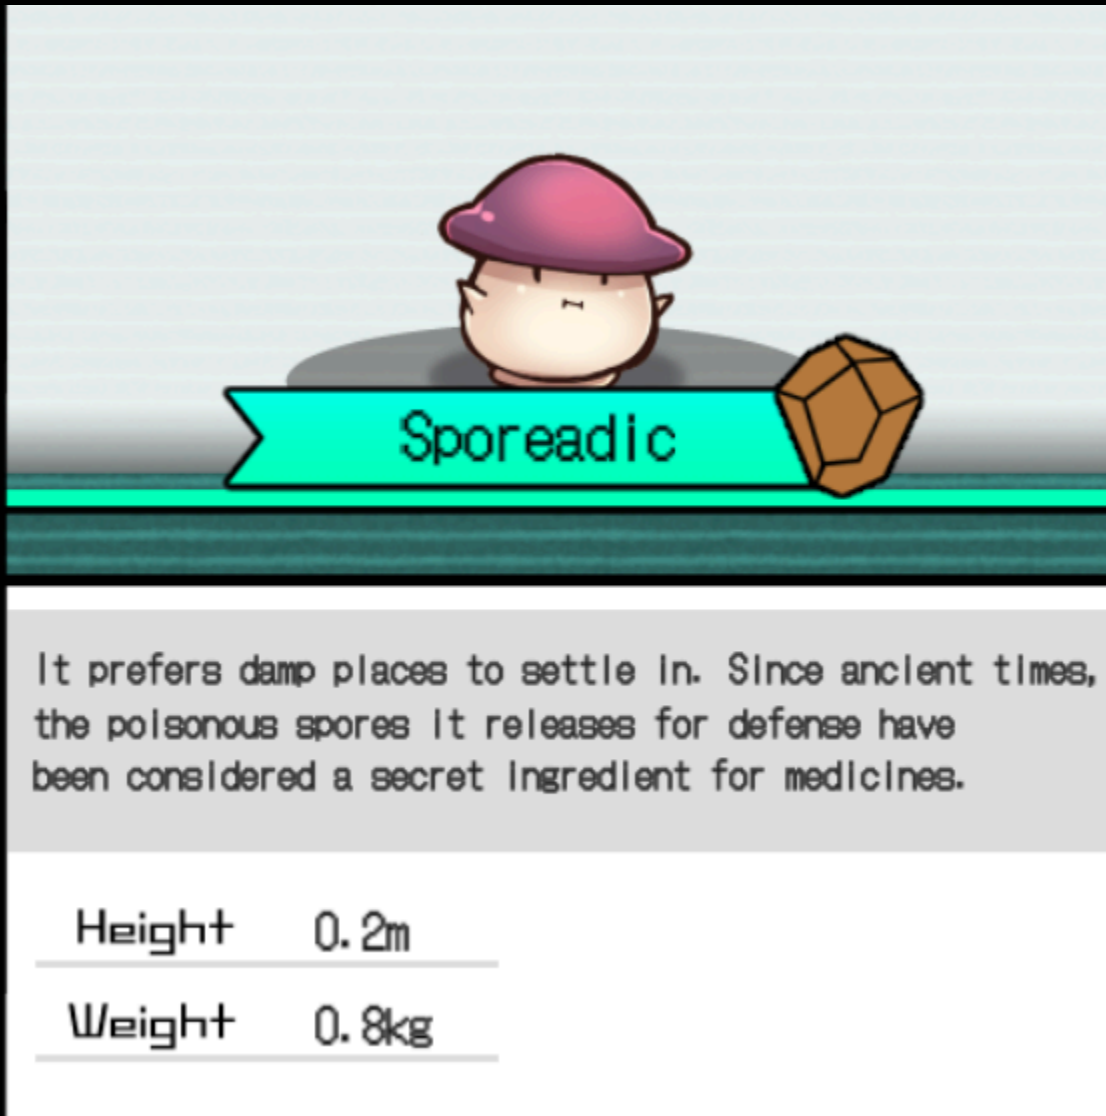 Sporeadic
It prefers damp places to settle in. Since ancient times,
the poisonous spores it releases for defense have
been considered a secret ingredient for medicines.
Height 0.2m
Weight 0.8kg